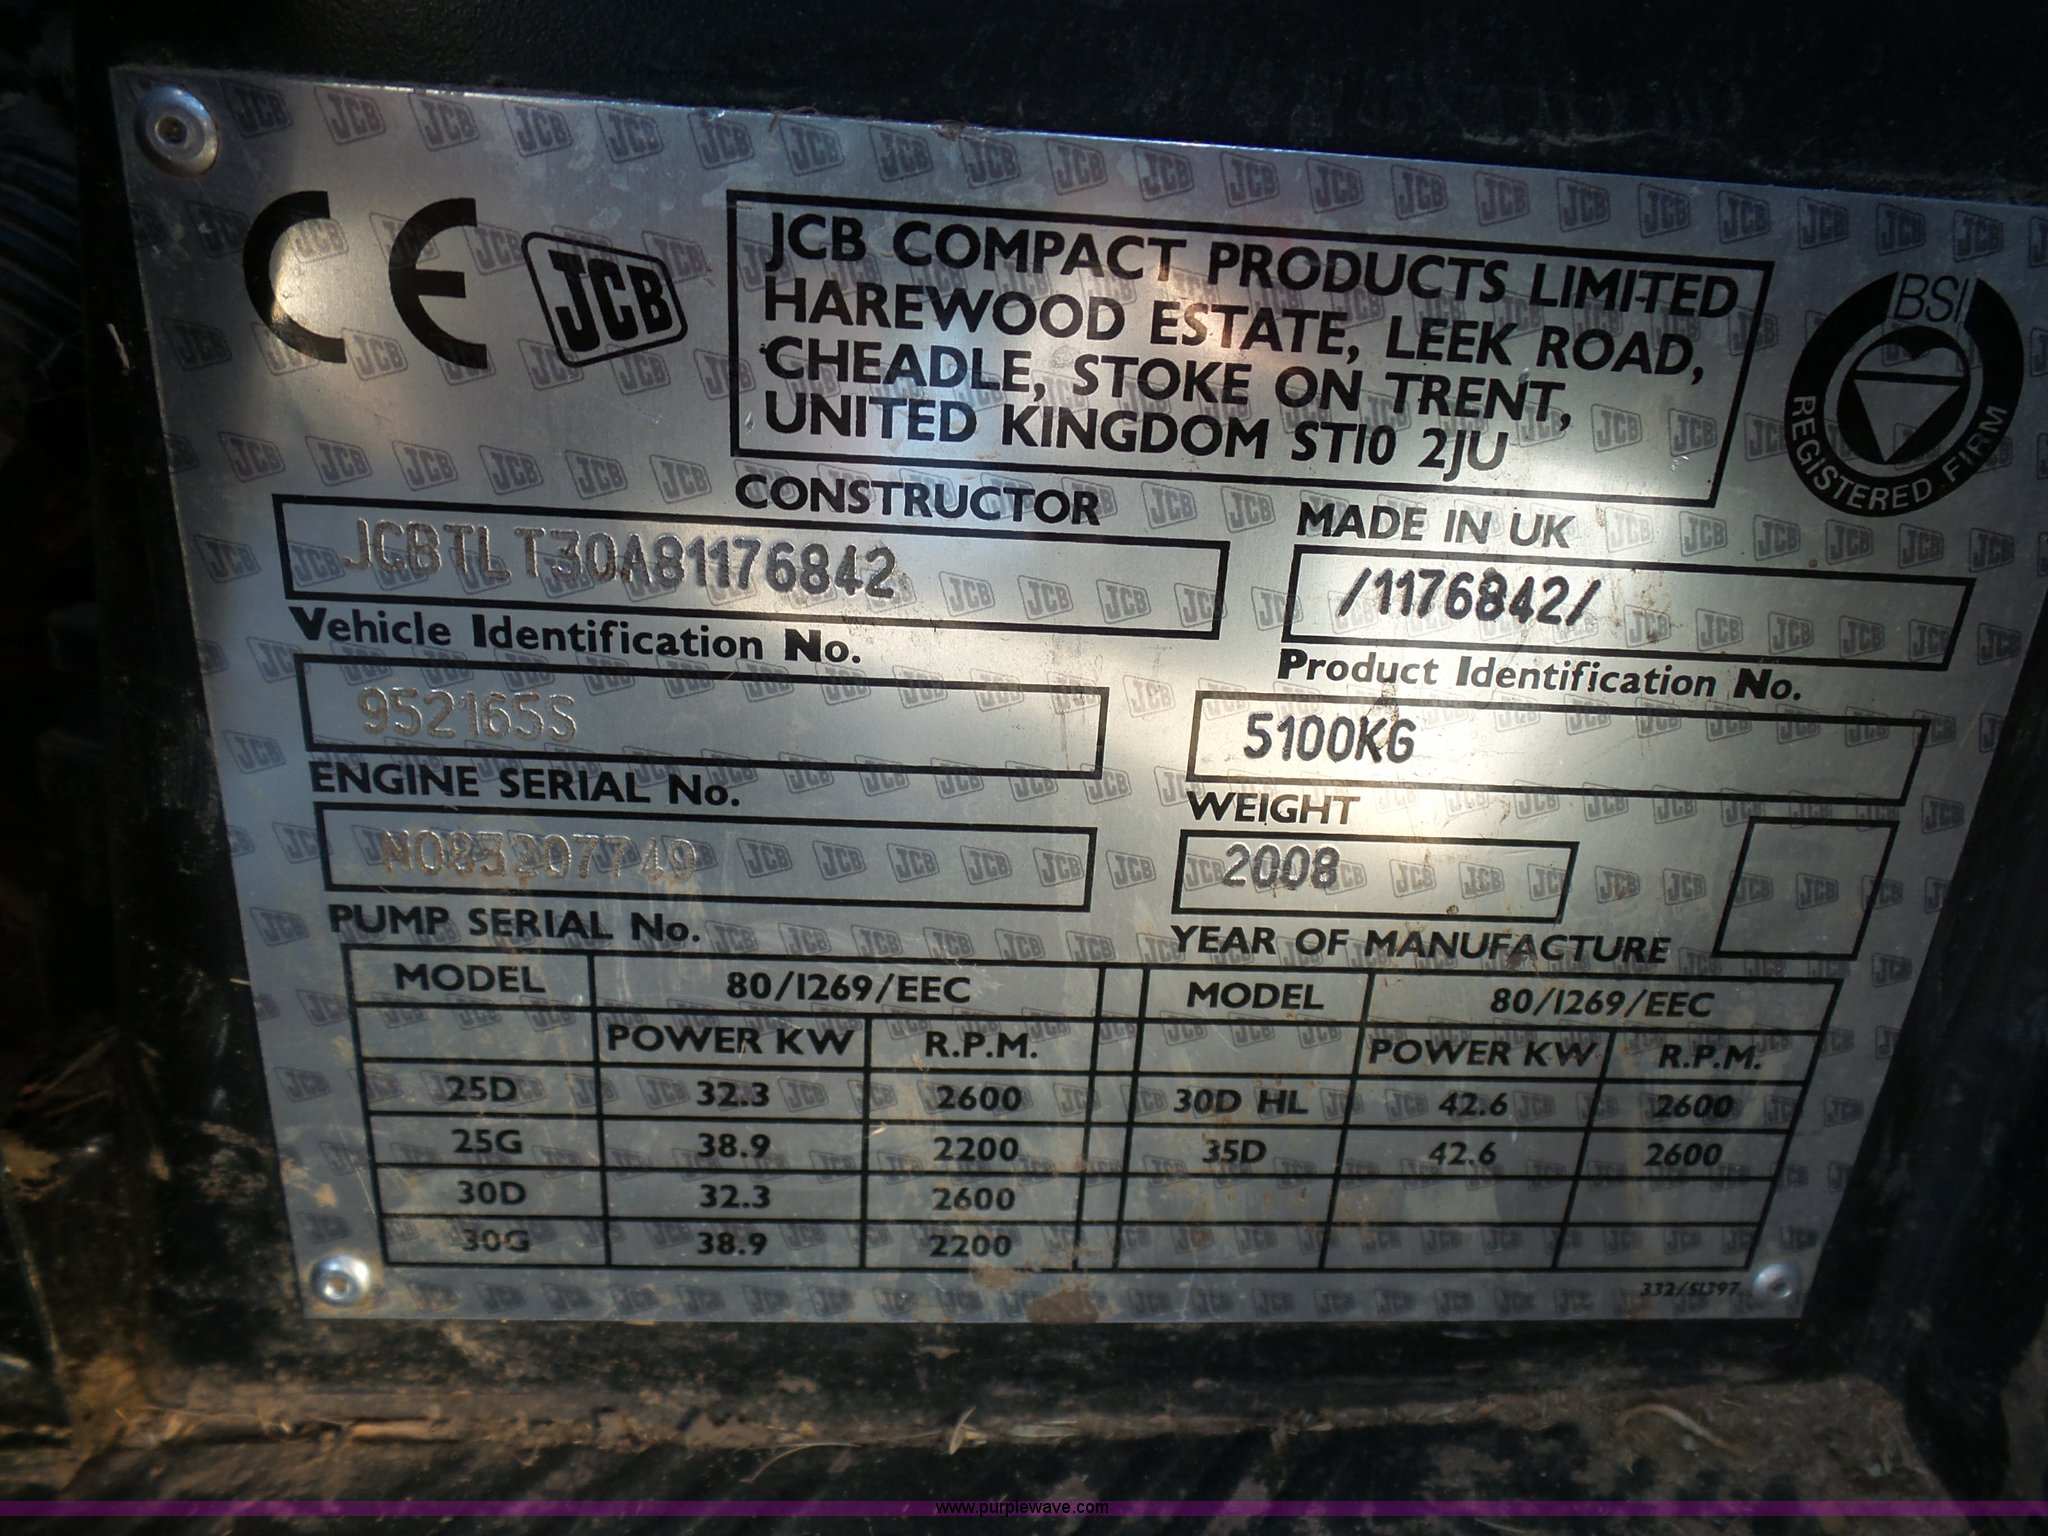 CE
JCB
JCB COMPACT PRODUCTS LIMITED
HAREWOOD ESTATE, LEEK ROAD,
CHEADLE, STOKE ON TRENT,
UNITED KINGDOM ST10 2JU
BSI
REGISTERED FIRM
CONSTRUCTOR
MADE IN UK
JCBTLT30A81176842
/1176842/
Vehicle Identification No.
Product Identification No.
952165S
5100KG
ENGINE SERIAL No.
WEIGHT
N085207749
2008
PUMP SERIAL No.
YEAR OF MANUFACTURE
MODEL 80/1269/EEC MODEL 80/1269/EEC
POWER KW R.P.M. POWER KW R.P.M.
25D 32.3 2600 30D HL 42.6 2600
25G 38.9 2200 35D 42.6 2600
30D 32.3 2600
30G 38.9 2200
332/51397
www.purplewave.com